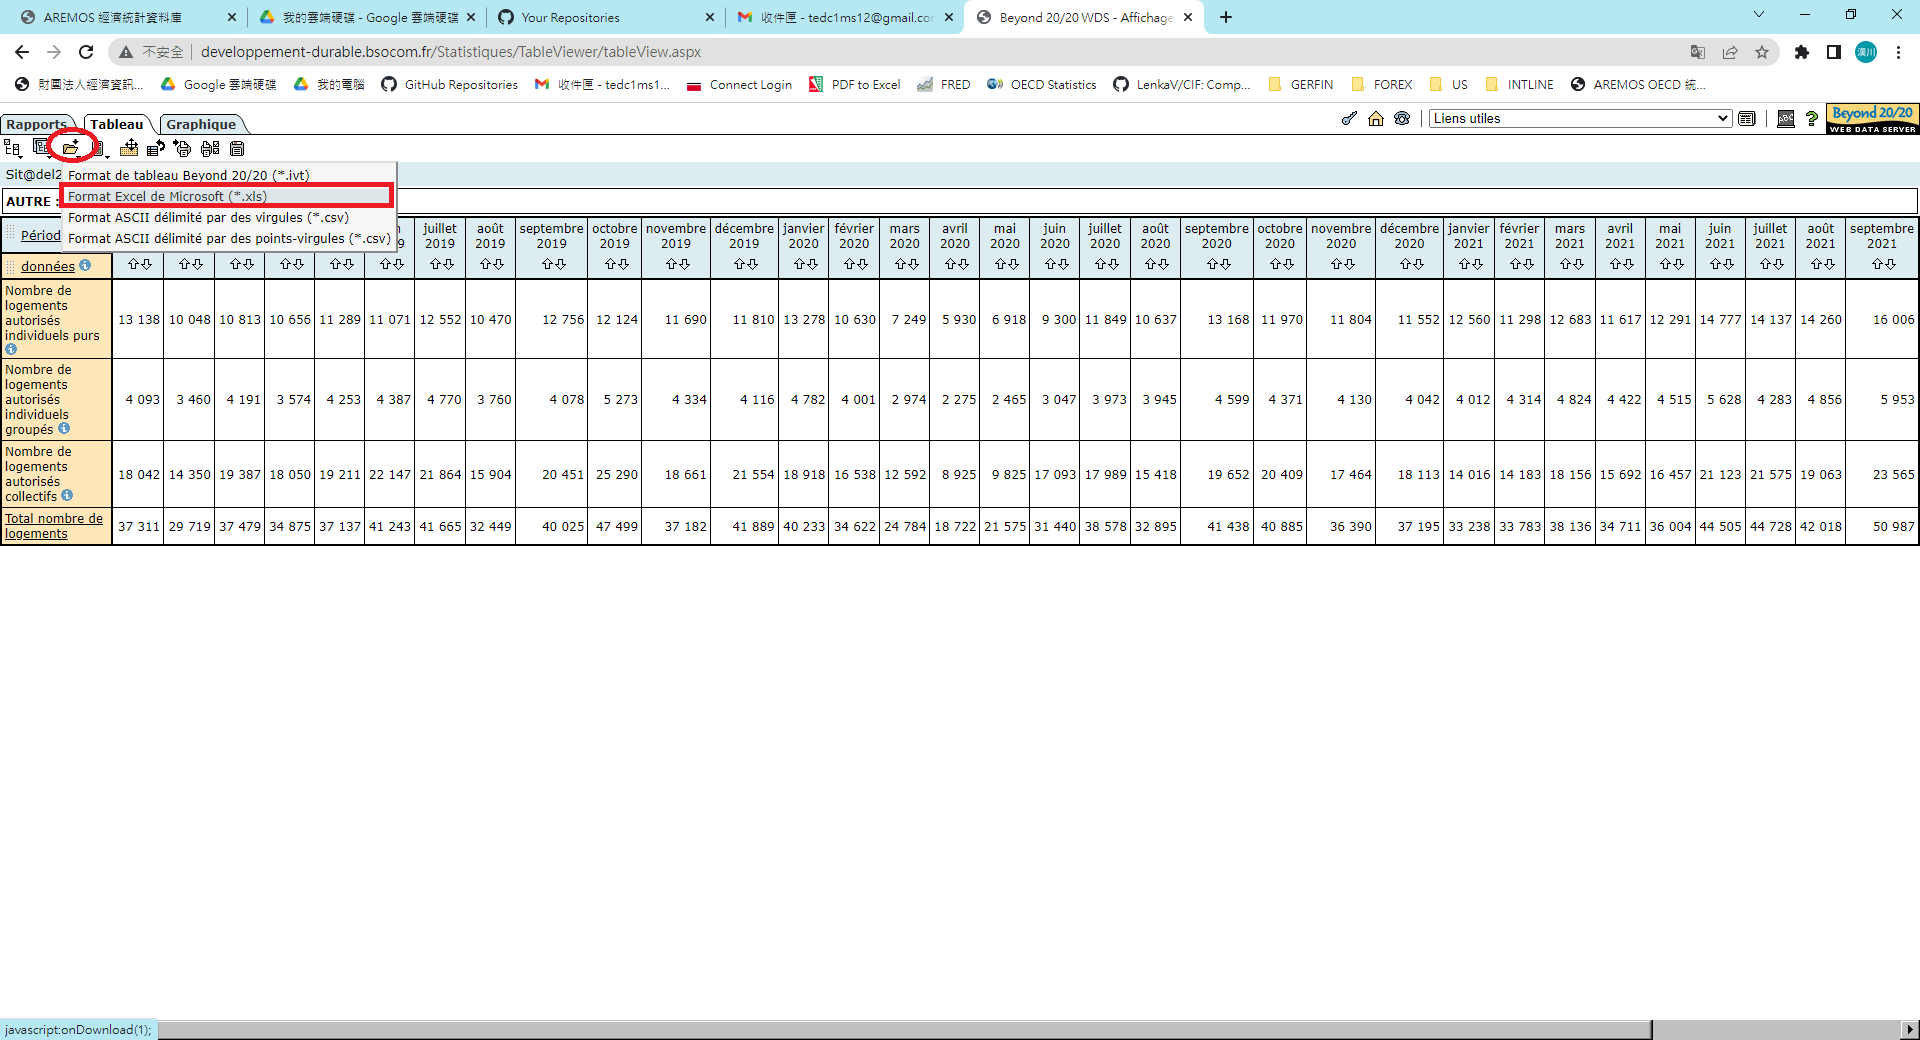 AREMOS 經濟統計資料庫
我的雲端硬碟 - Google 雲端硬碟
Your Repositories
收件匣 - tedc1ms12@gmail.co
Beyond 20/20 WDS - Affichage
不安全
developpement-durable.bsocom.fr/Statistiques/TableViewer/tableView.aspx
漢川
財團法人經濟資訊... Google 雲端硬碟 我的電腦 GitHub Repositories 收件匣 - tedc1ms1... Connect Login PDF to Excel FRED OECD Statistics LenkaV/CIF: Comp... GERFIN FOREX US INTLINE AREMOS OECD 統...
Rapports Tableau Graphique
Liens utiles
ABC
?
Beyond 20/20
WEB DATA SERVER
Sit@del2
Format de tableau Beyond 20/20 (*.ivt)
Format Excel de Microsoft (*.xls)
Format ASCII délimité par des virgules (*.csv)
Format ASCII délimité par des points-virgules (*.csv)
AUTRE :
Périod
juillet août septembre octobre novembre décembre janvier février mars avril mai juin juillet août septembre octobre novembre décembre janvier février mars avril mai juin juillet août septembre
2019 2019 2019 2019 2019 2019 2020 2020 2020 2020 2020 2020 2020 2020 2020 2020 2020 2020 2021 2021 2021 2021 2021 2021 2021 2021 2021
données
Nombre de
logements
autorisés
individuels purs
13 138 10 048 10 813 10 656 11 289 11 071 12 552 10 470 12 756 12 124 11 690 11 810 13 278 10 630 7 249 5 930 6 918 9 300 11 849 10 637 13 168 11 970 11 804 11 552 12 560 11 298 12 683 11 617 12 291 14 777 14 137 14 260 16 006
Nombre de
logements
autorisés
individuels
groupés
4 093 3 460 4 191 3 574 4 253 4 387 4 770 3 760 4 078 5 273 4 334 4 116 4 782 4 001 2 974 2 275 2 465 3 047 3 973 3 945 4 599 4 371 4 130 4 042 4 012 4 314 4 824 4 422 4 515 5 628 4 283 4 856 5 953
Nombre de
logements
autorisés
collectifs
18 042 14 350 19 387 18 050 19 211 22 147 21 864 15 904 20 451 25 290 18 661 21 554 18 918 16 538 12 592 8 925 9 825 17 093 17 989 15 418 19 652 20 409 17 464 18 113 14 016 14 183 18 156 15 692 16 457 21 123 21 575 19 063 23 565
Total nombre de
logements
37 311 29 719 37 479 34 875 37 137 41 243 41 665 32 449 40 025 47 499 37 182 41 889 40 233 34 622 24 784 18 722 21 575 31 440 38 578 32 895 41 438 40 885 36 390 37 195 33 238 33 783 38 136 34 711 36 004 44 505 44 728 42 018 50 987
javascript:onDownload(1);